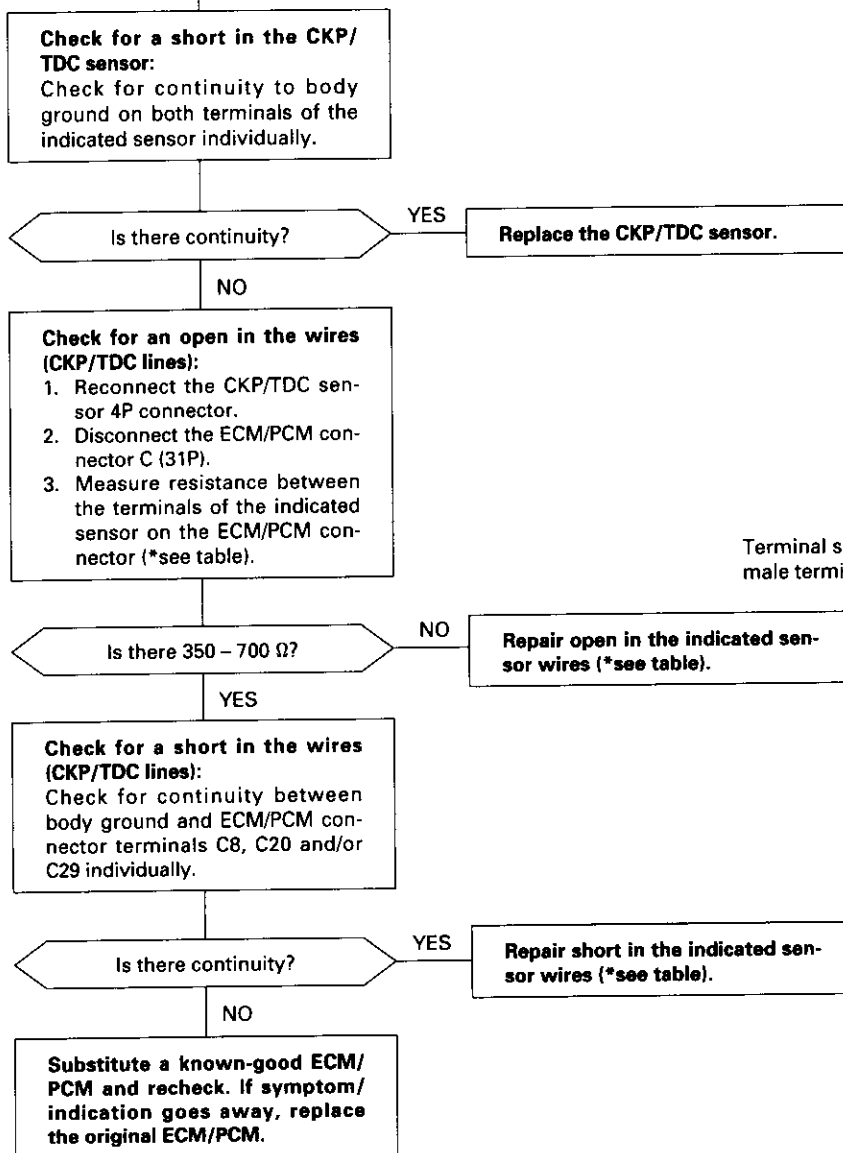 Check for a short in the CKP/
TDC sensor:
Check for continuity to body
ground on both terminals of the
indicated sensor individually.
Is there continuity?
YES
Replace the CKP/TDC sensor.
NO
Check for an open in the wires
(CKP/TDC lines):
1. Reconnect the CKP/TDC sen-
sor 4P connector.
2. Disconnect the ECM/PCM con-
nector C (31P).
3. Measure resistance between
the terminals of the indicated
sensor on the ECM/PCM con-
nector (*see table).
Terminal s
male termi
Is there 350 – 700 Ω?
NO
Repair open in the indicated sen-
sor wires (*see table).
YES
Check for a short in the wires
(CKP/TDC lines):
Check for continuity between
body ground and ECM/PCM con-
nector terminals C8, C20 and/or
C29 individually.
Is there continuity?
YES
Repair short in the indicated sen-
sor wires (*see table).
NO
Substitute a known-good ECM/
PCM and recheck. If symptom/
indication goes away, replace
the original ECM/PCM.